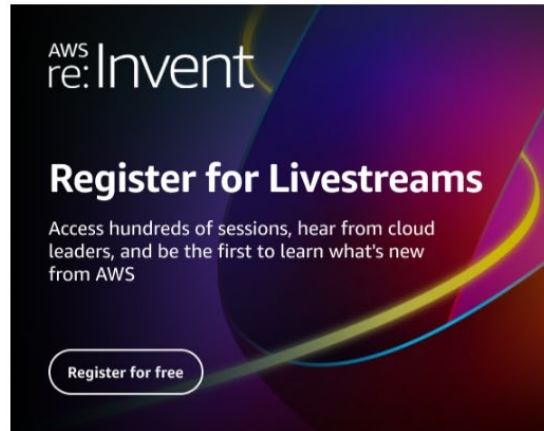 AWS
re:Invent
Register for Livestreams
Access hundreds of sessions, hear from cloud
leaders, and be the first to learn what's new
from AWS
Register for free